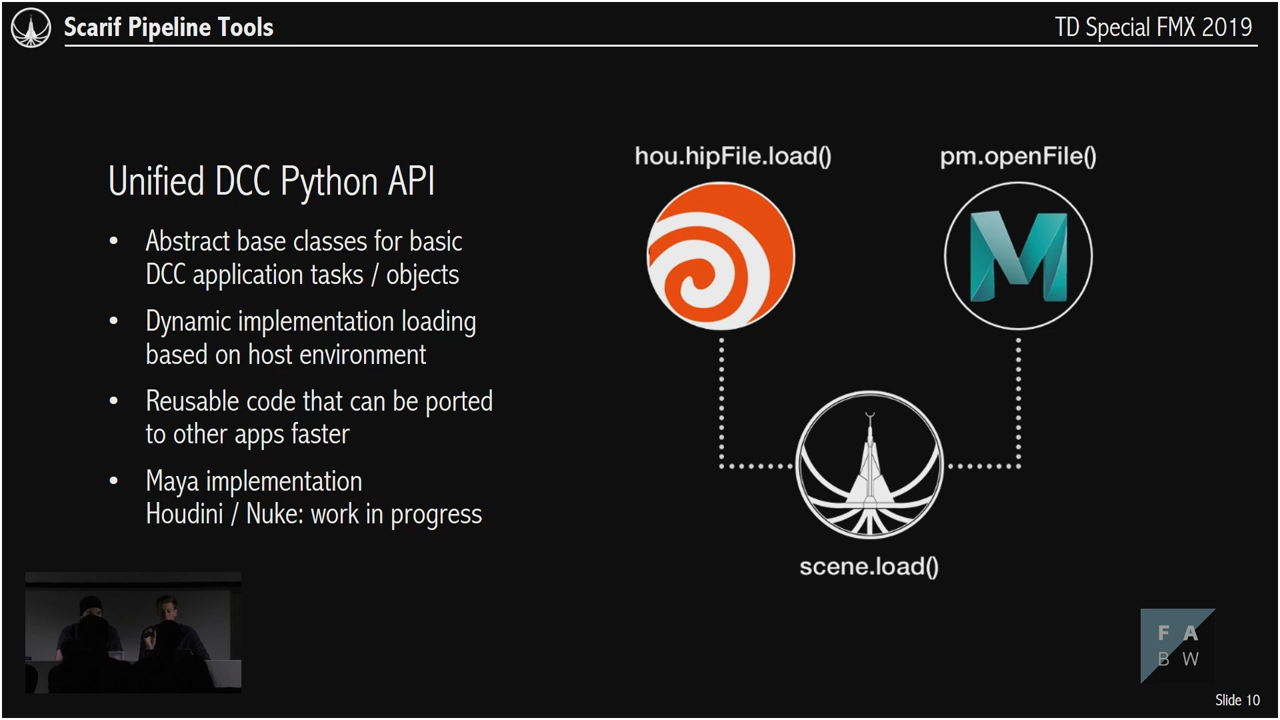 Scarif Pipeline Tools
TD Special FMX 2019
Unified DCC Python API
• Abstract base classes for basic
DCC application tasks / objects
• Dynamic implementation loading
based on host environment
• Reusable code that can be ported
to other apps faster
• Maya implementation
Houdini / Nuke: work in progress
hou.hipFile.load()
pm.openFile()
M
scene.load()
F A
B W
Slide 10